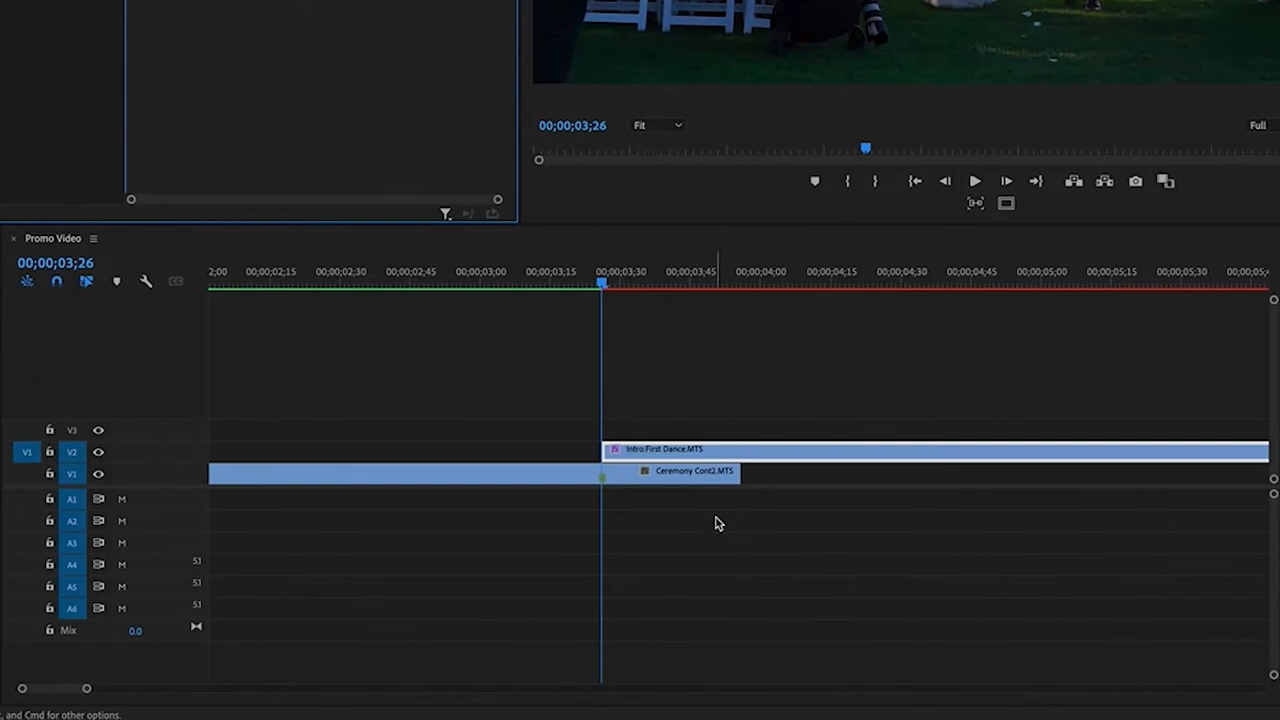 00;00;03;26
Fit
Full
× Promo Video
00;00;03;26
2;00 00;00;02;15 00;00;02;30 00;00;02;45 00;00;03;00 00;00;03;15 00;00;03;30 00;00;03;45 00;00;04;00 00;00;04;15 00;00;04;30 00;00;04;45 00;00;05;00 00;00;05;15 00;00;05;30 00;00;05;4
V3
V1 V2 Intro:First Dance.MTS
V1 Ceremony Cont2.MTS
A1 M
A2 M
A3 M
A4 M 5.1
A5 M 5.1
A6 M 5.1
Mix 0.0
, and Cmd for other options.